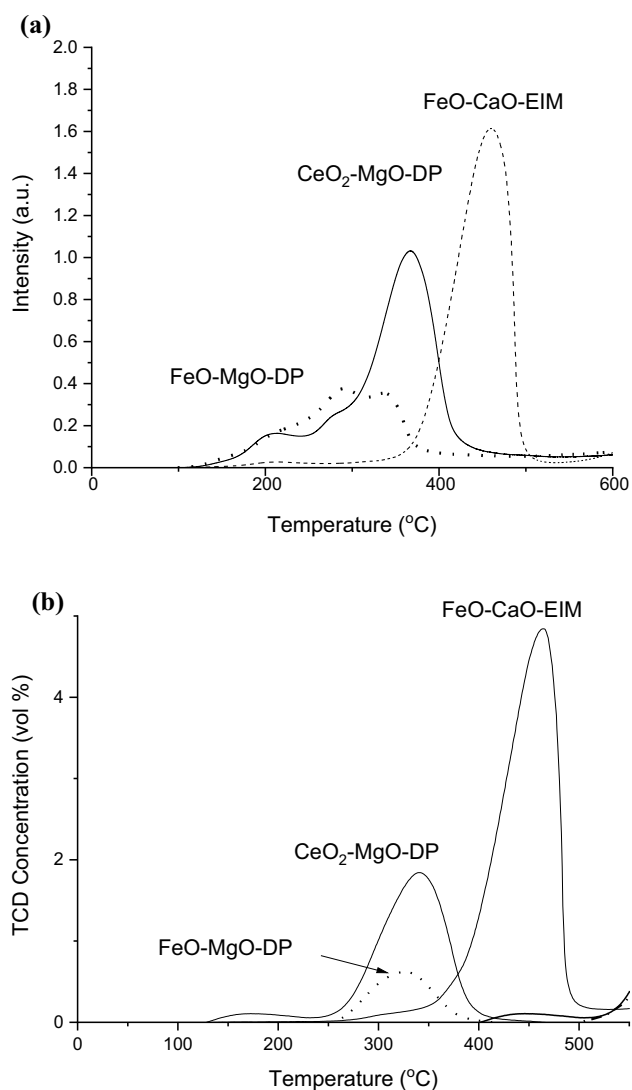 (a)
2.0
1.8
1.6
1.4
1.2
1.0
0.8
0.6
0.4
0.2
0.0
Intensity (a.u.)
FeO-CaO-EIM
CeO₂-MgO-DP
FeO-MgO-DP
0 200 400 600
Temperature (°C)
(b)
4
2
0
TCD Concentration (vol %)
FeO-CaO-EIM
CeO₂-MgO-DP
FeO-MgO-DP
0 100 200 300 400 500
Temperature (°C)